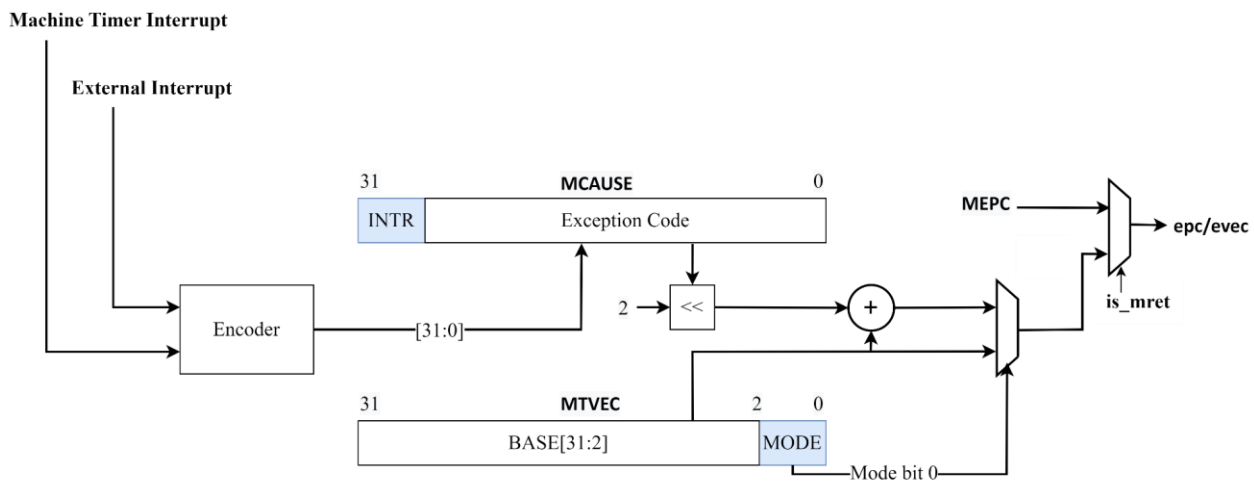 Machine Timer Interrupt
External Interrupt
31 MCAUSE 0
INTR Exception Code
MEPC
epc/evec
is_mret
2 << +
Encoder
[31:0]
31 MTVEC 2 0
BASE[31:2] MODE
Mode bit 0